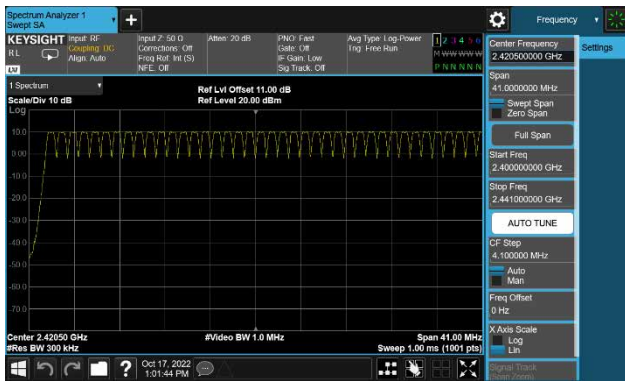 Spectrum Analyzer 1
Swept SA
Frequency
KEYSIGHT
RL
Input: RF
Coupling: DC
Align: Auto
Input Z: 50 Ω
Corrections: Off
Freq Ref: Int (S)
NFE: Off
Atten: 20 dB
PNO: Fast
Gate: Off
IF Gain: Low
Sig Track: Off
Avg Type: Log-Power
Trig: Free Run
1 2 3 4 5 6
M W W W W W
P N N N N N
1 Spectrum
Scale/Div 10 dB
Ref Lvl Offset 11.00 dB
Ref Level 20.00 dBm
Log
10.0
0.00
-10.0
-20.0
-30.0
-40.0
-50.0
-60.0
-70.0
Center 2.42050 GHz
#Res BW 300 kHz
#Video BW 1.0 MHz
Span 41.00 MHz
Sweep 1.00 ms (1001 pts)
Center Frequency
2.420500000 GHz
Settings
Span
41.0000000 MHz
Swept Span
Zero Span
Full Span
Start Freq
2.400000000 GHz
Stop Freq
2.441000000 GHz
AUTO TUNE
CF Step
4.100000 MHz
Auto
Man
Freq Offset
0 Hz
X Axis Scale
Log
Lin
Signal Track
(Span Zoom)
Oct 17, 2022
1:01:44 PM